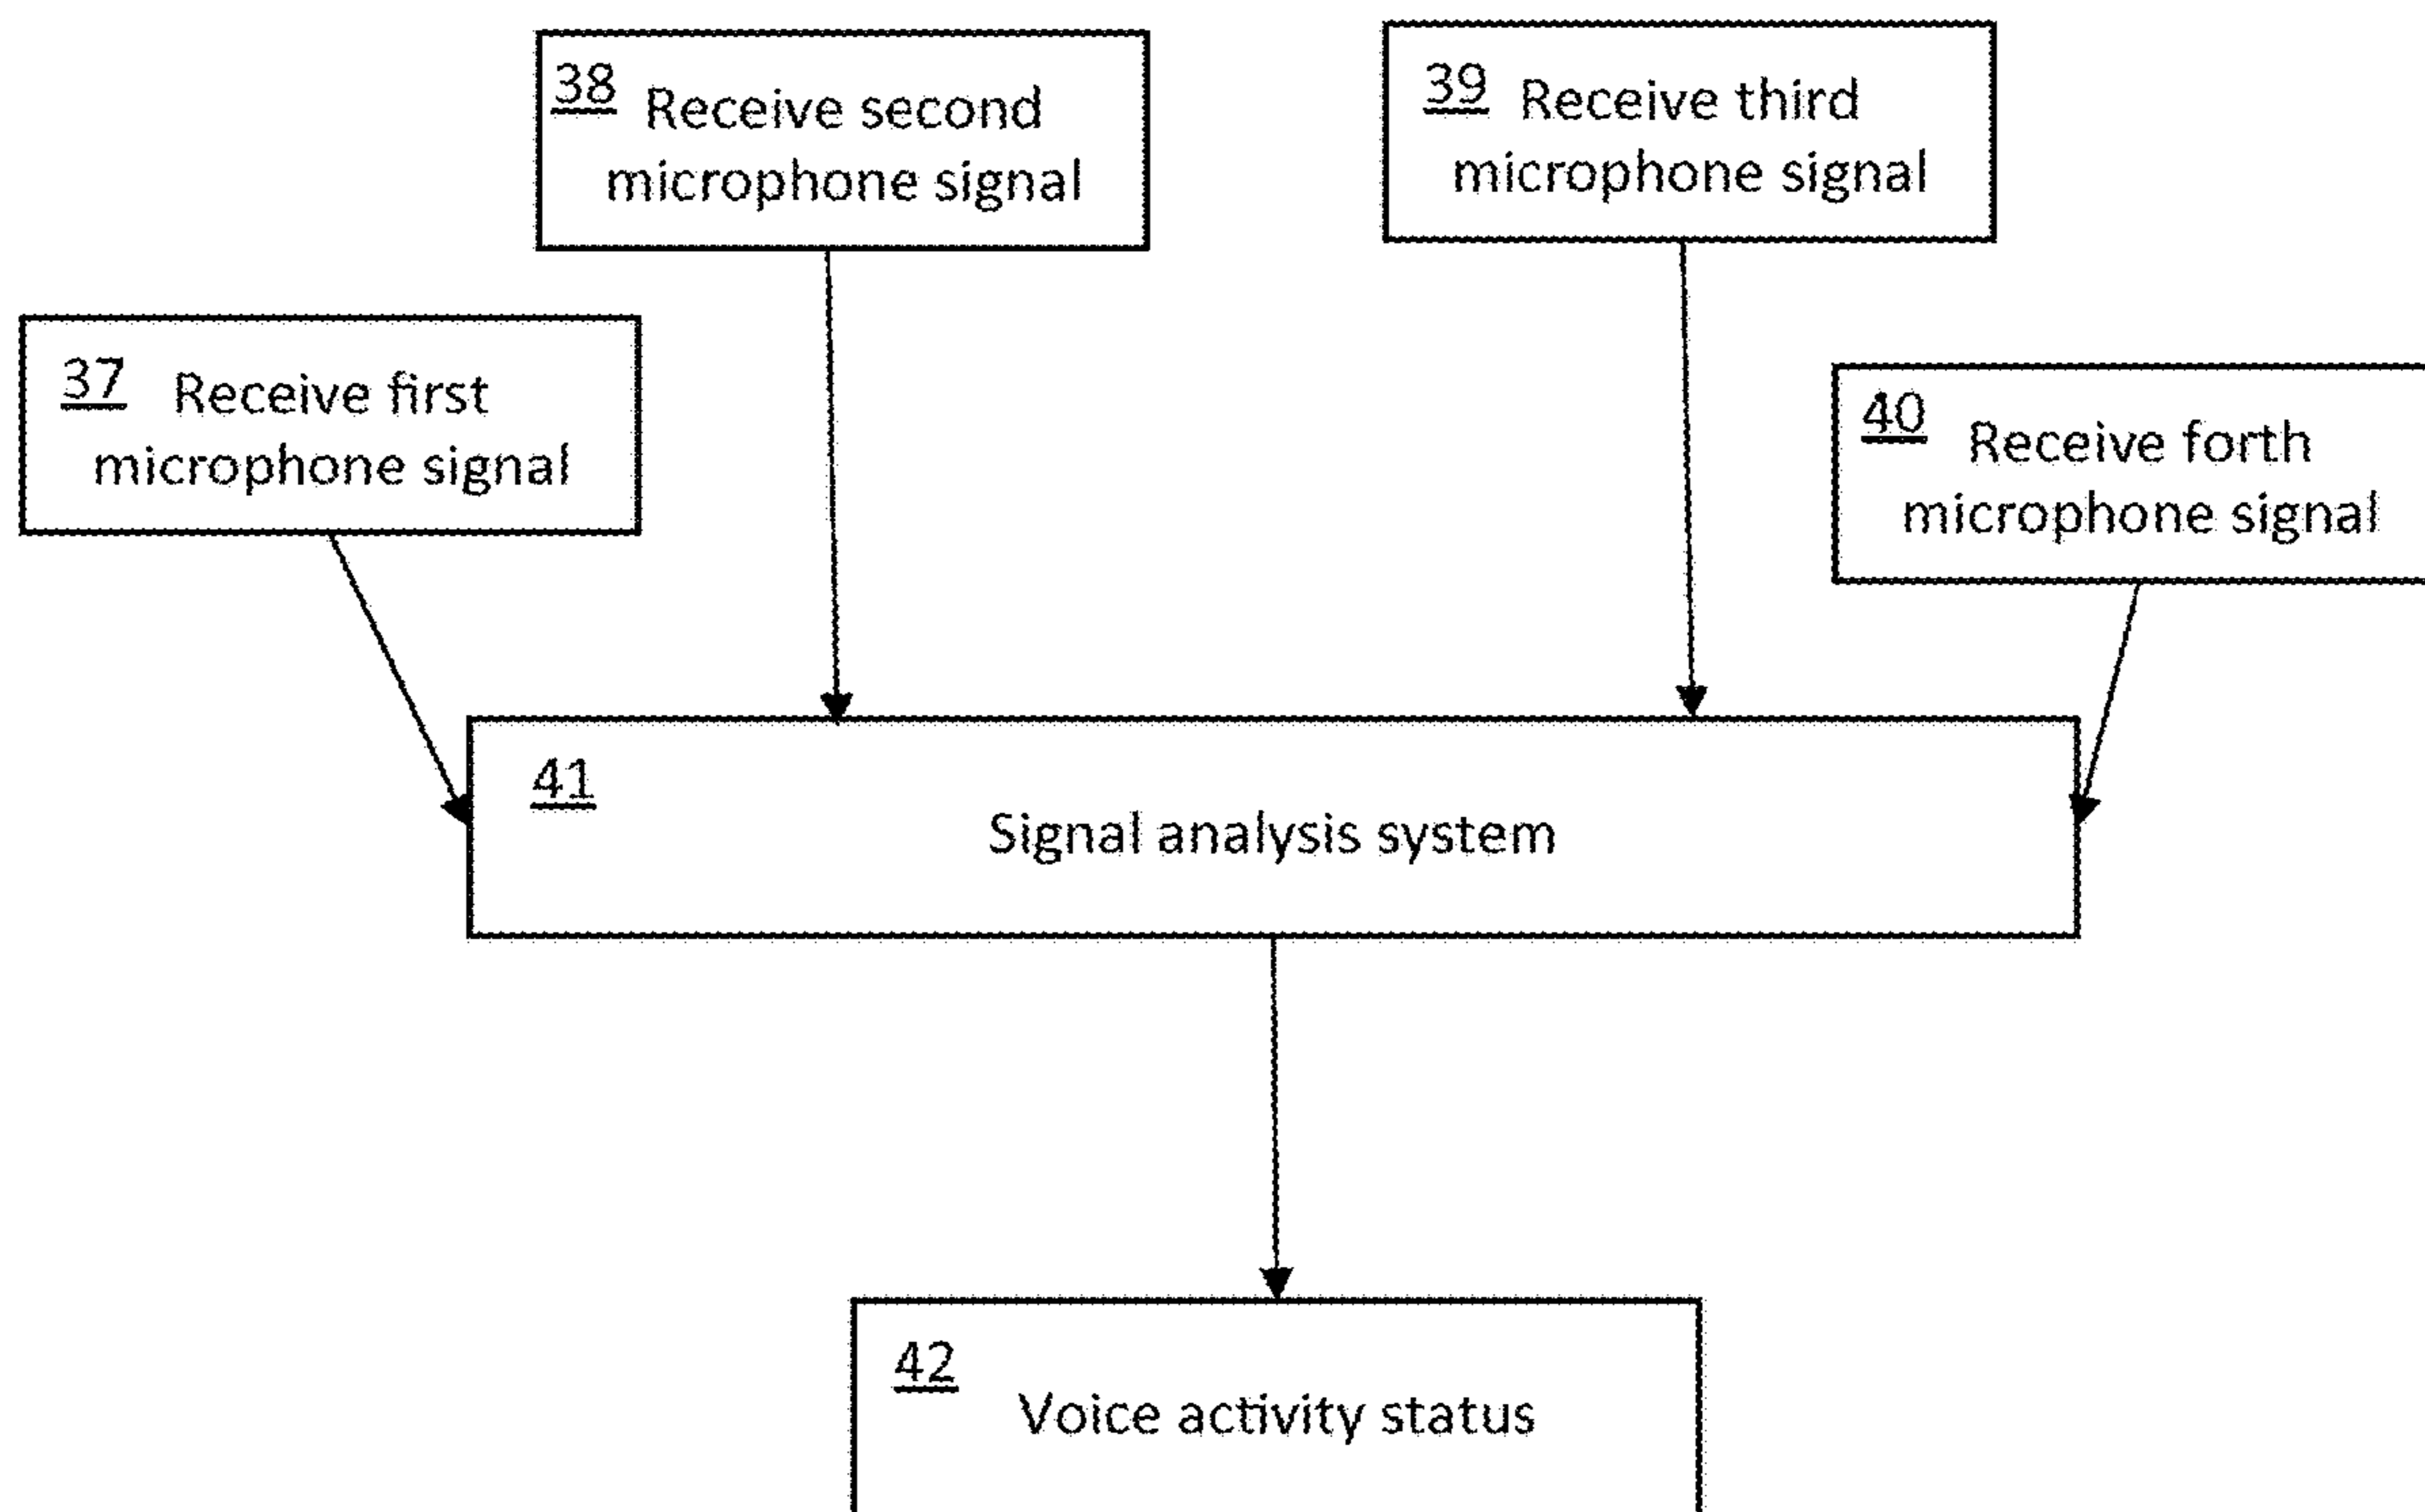 38 Receive second
microphone signal
39 Receive third
microphone signal
37 Receive first
microphone signal
40 Receive forth
microphone signal
41
Signal analysis system
42
Voice activity status